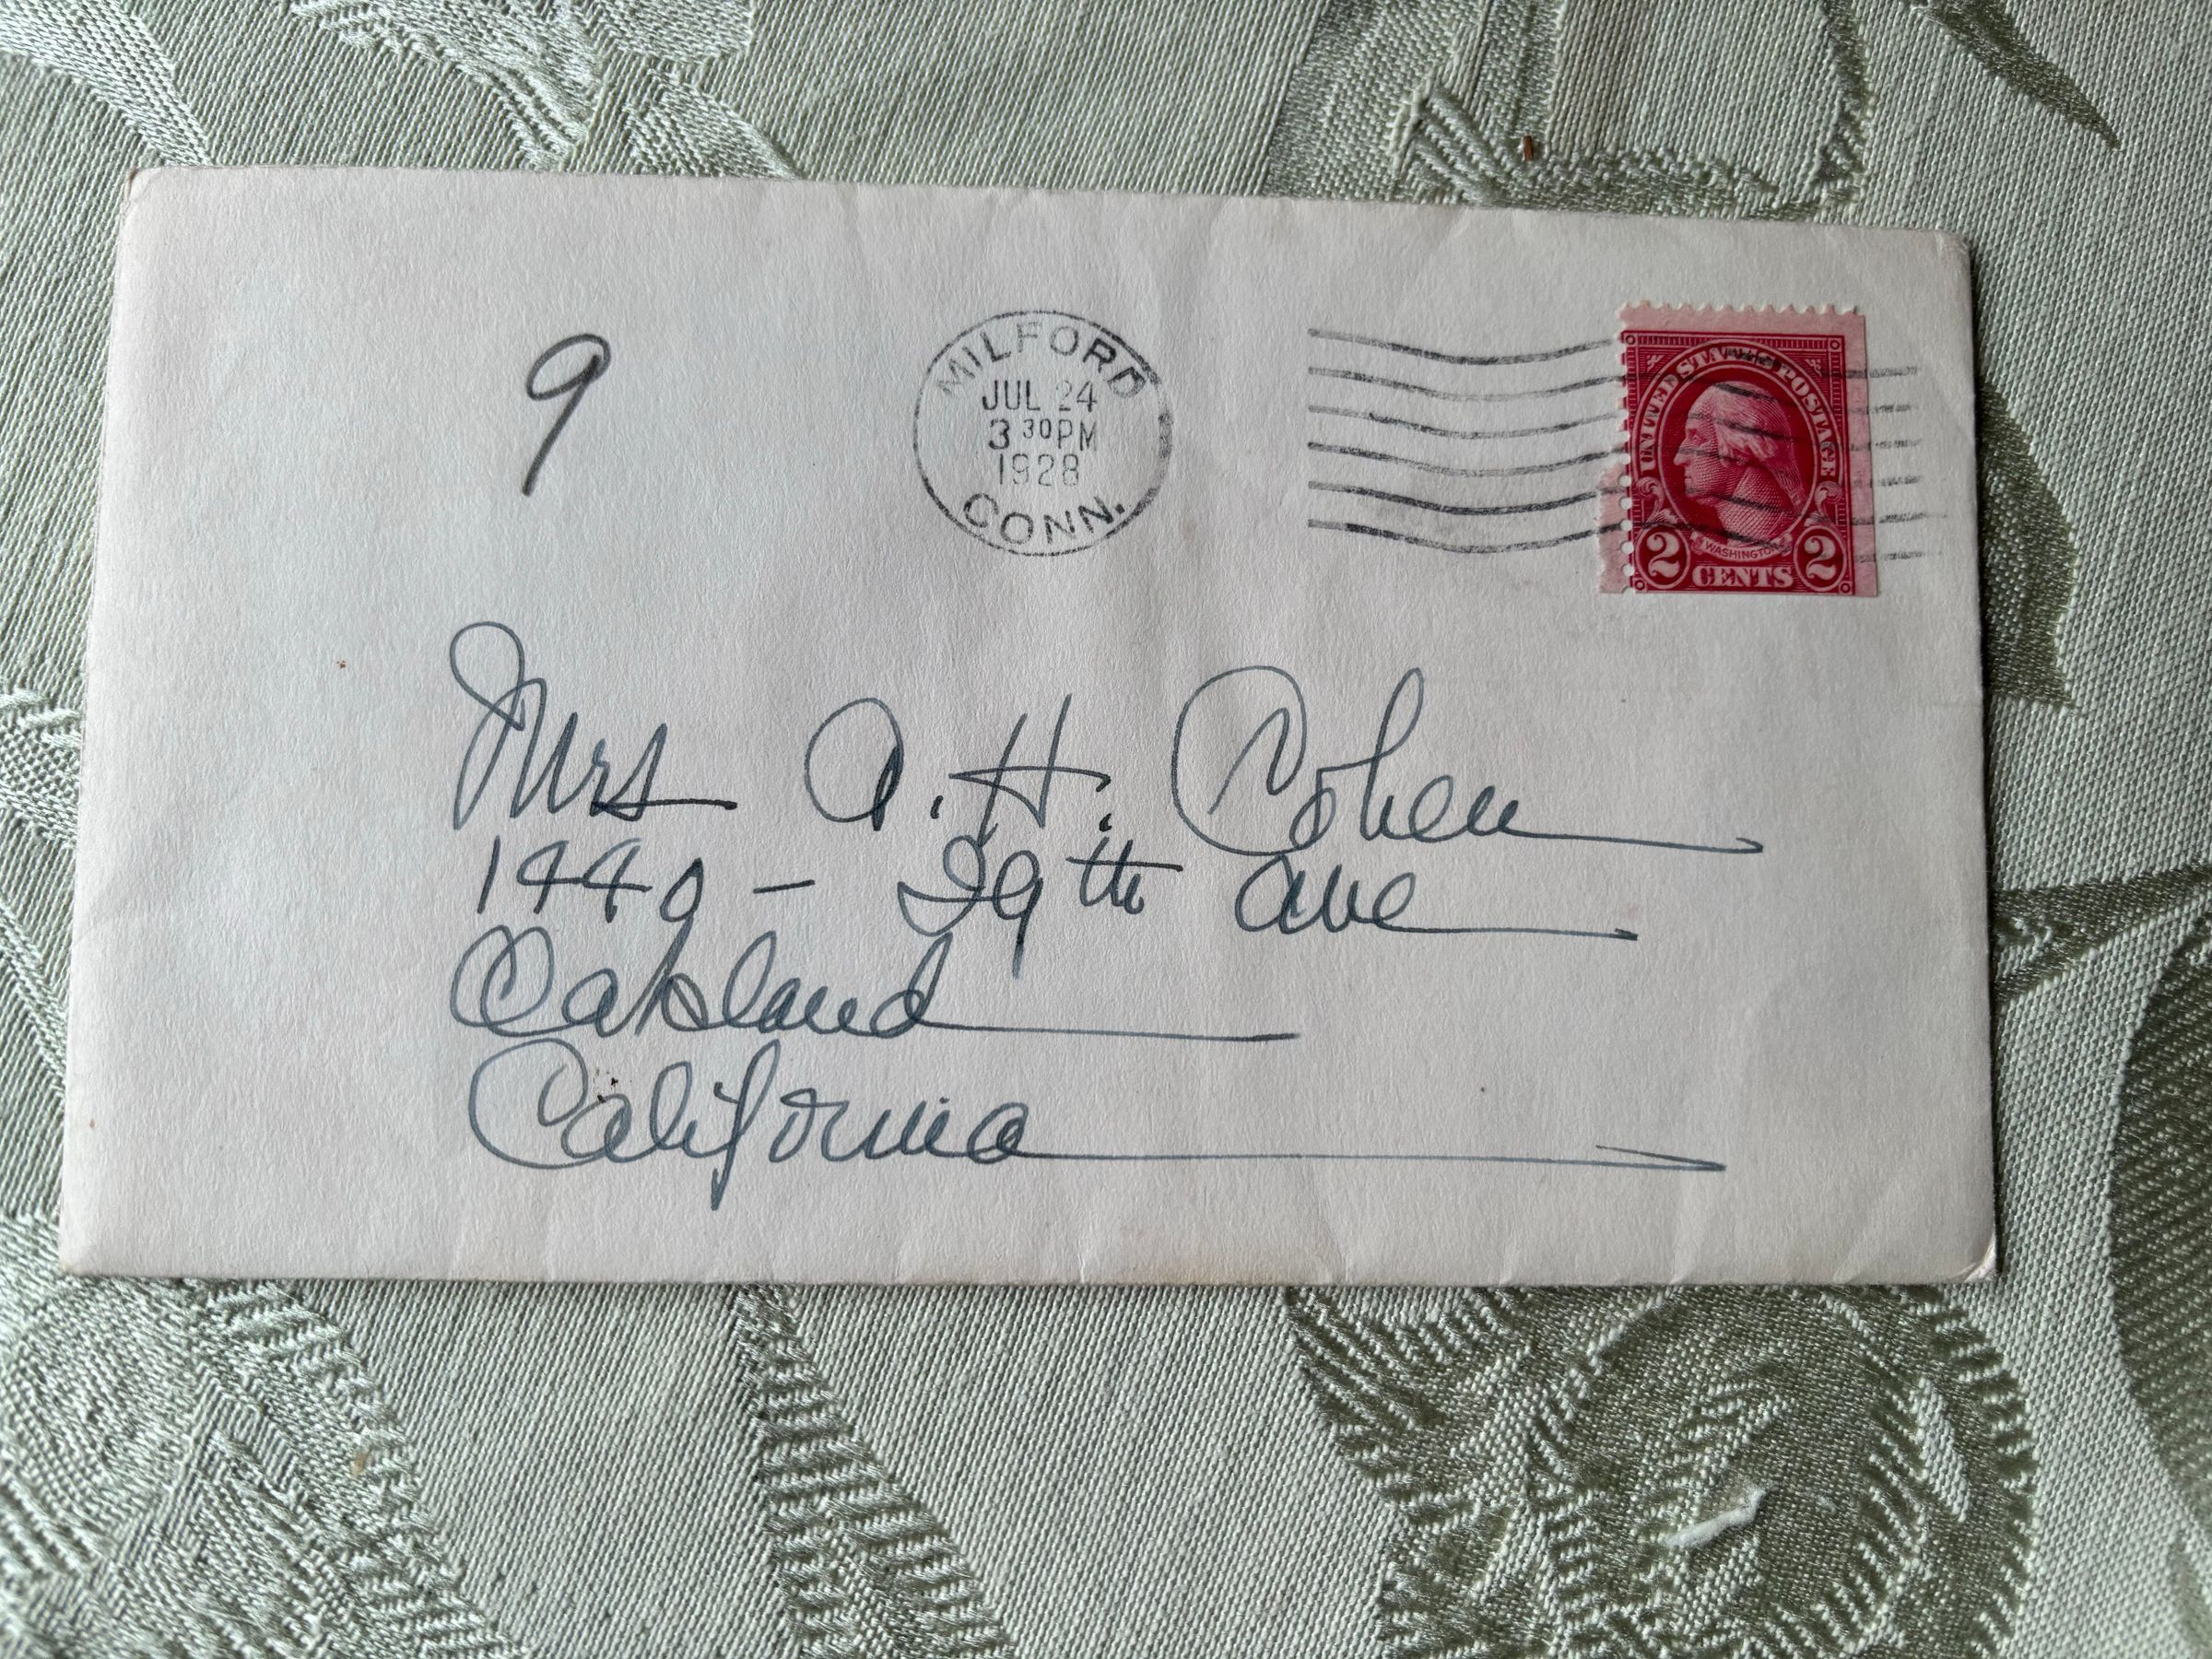 9
MILFORD
JUL 24
3 30 PM
1928
CONN.
UNITED STATES POSTAGE
WASHINGTON
2 CENTS 2
Mrs A. H. Cohen
1449 - 29th Ave
Oakland
California